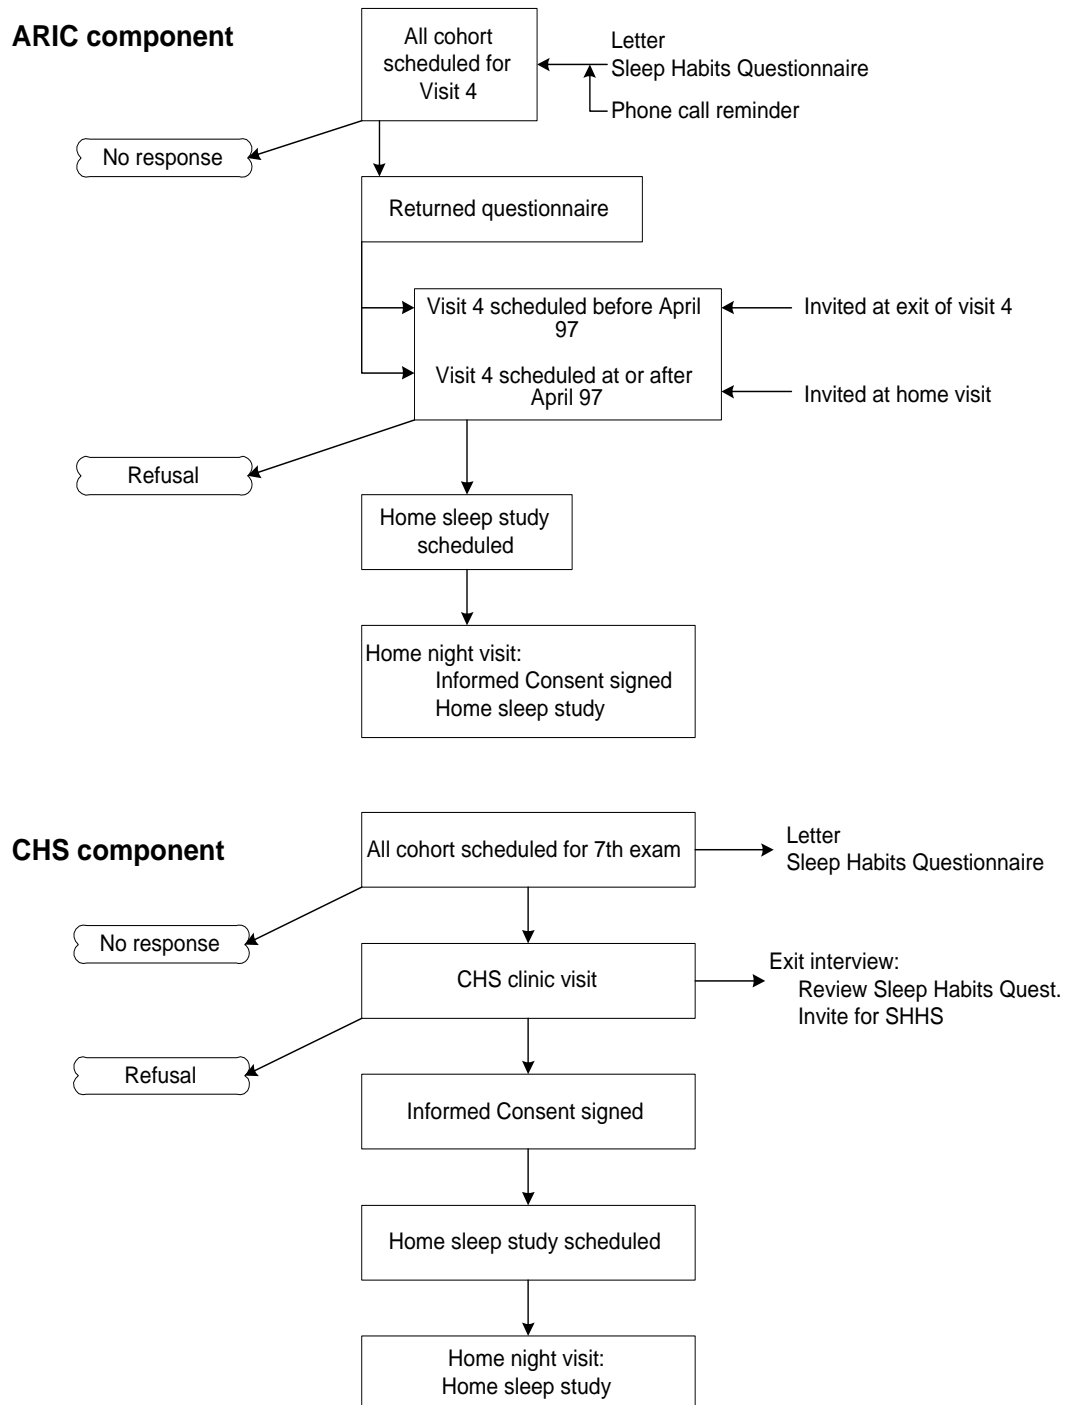 ARIC component
All cohort
scheduled for
Visit 4
Letter
Sleep Habits Questionnaire
Phone call reminder
No response
Returned questionnaire
Visit 4 scheduled before April
97
Invited at exit of visit 4
Visit 4 scheduled at or after
April 97
Invited at home visit
Refusal
Home sleep study
scheduled
Home night visit:
Informed Consent signed
Home sleep study
CHS component
All cohort scheduled for 7th exam
Letter
Sleep Habits Questionnaire
No response
CHS clinic visit
Exit interview:
Review Sleep Habits Quest.
Invite for SHHS
Refusal
Informed Consent signed
Home sleep study scheduled
Home night visit:
Home sleep study